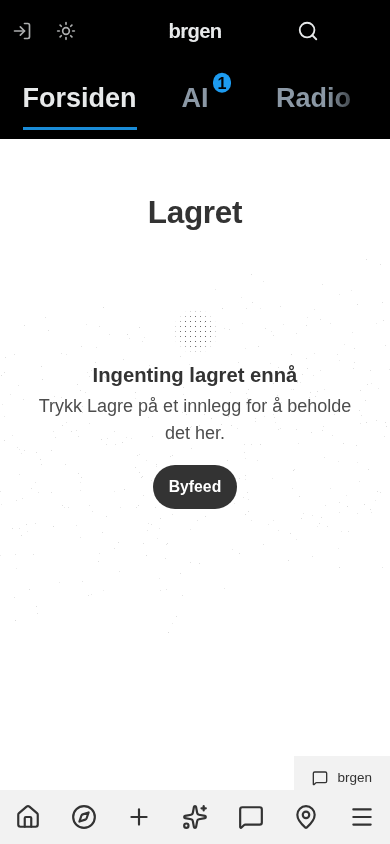 brgen
Forsiden AI 1 Radio
Lagret
Ingenting lagret ennå
Trykk Lagre på et innlegg for å beholde
det her.
Byfeed
brgen